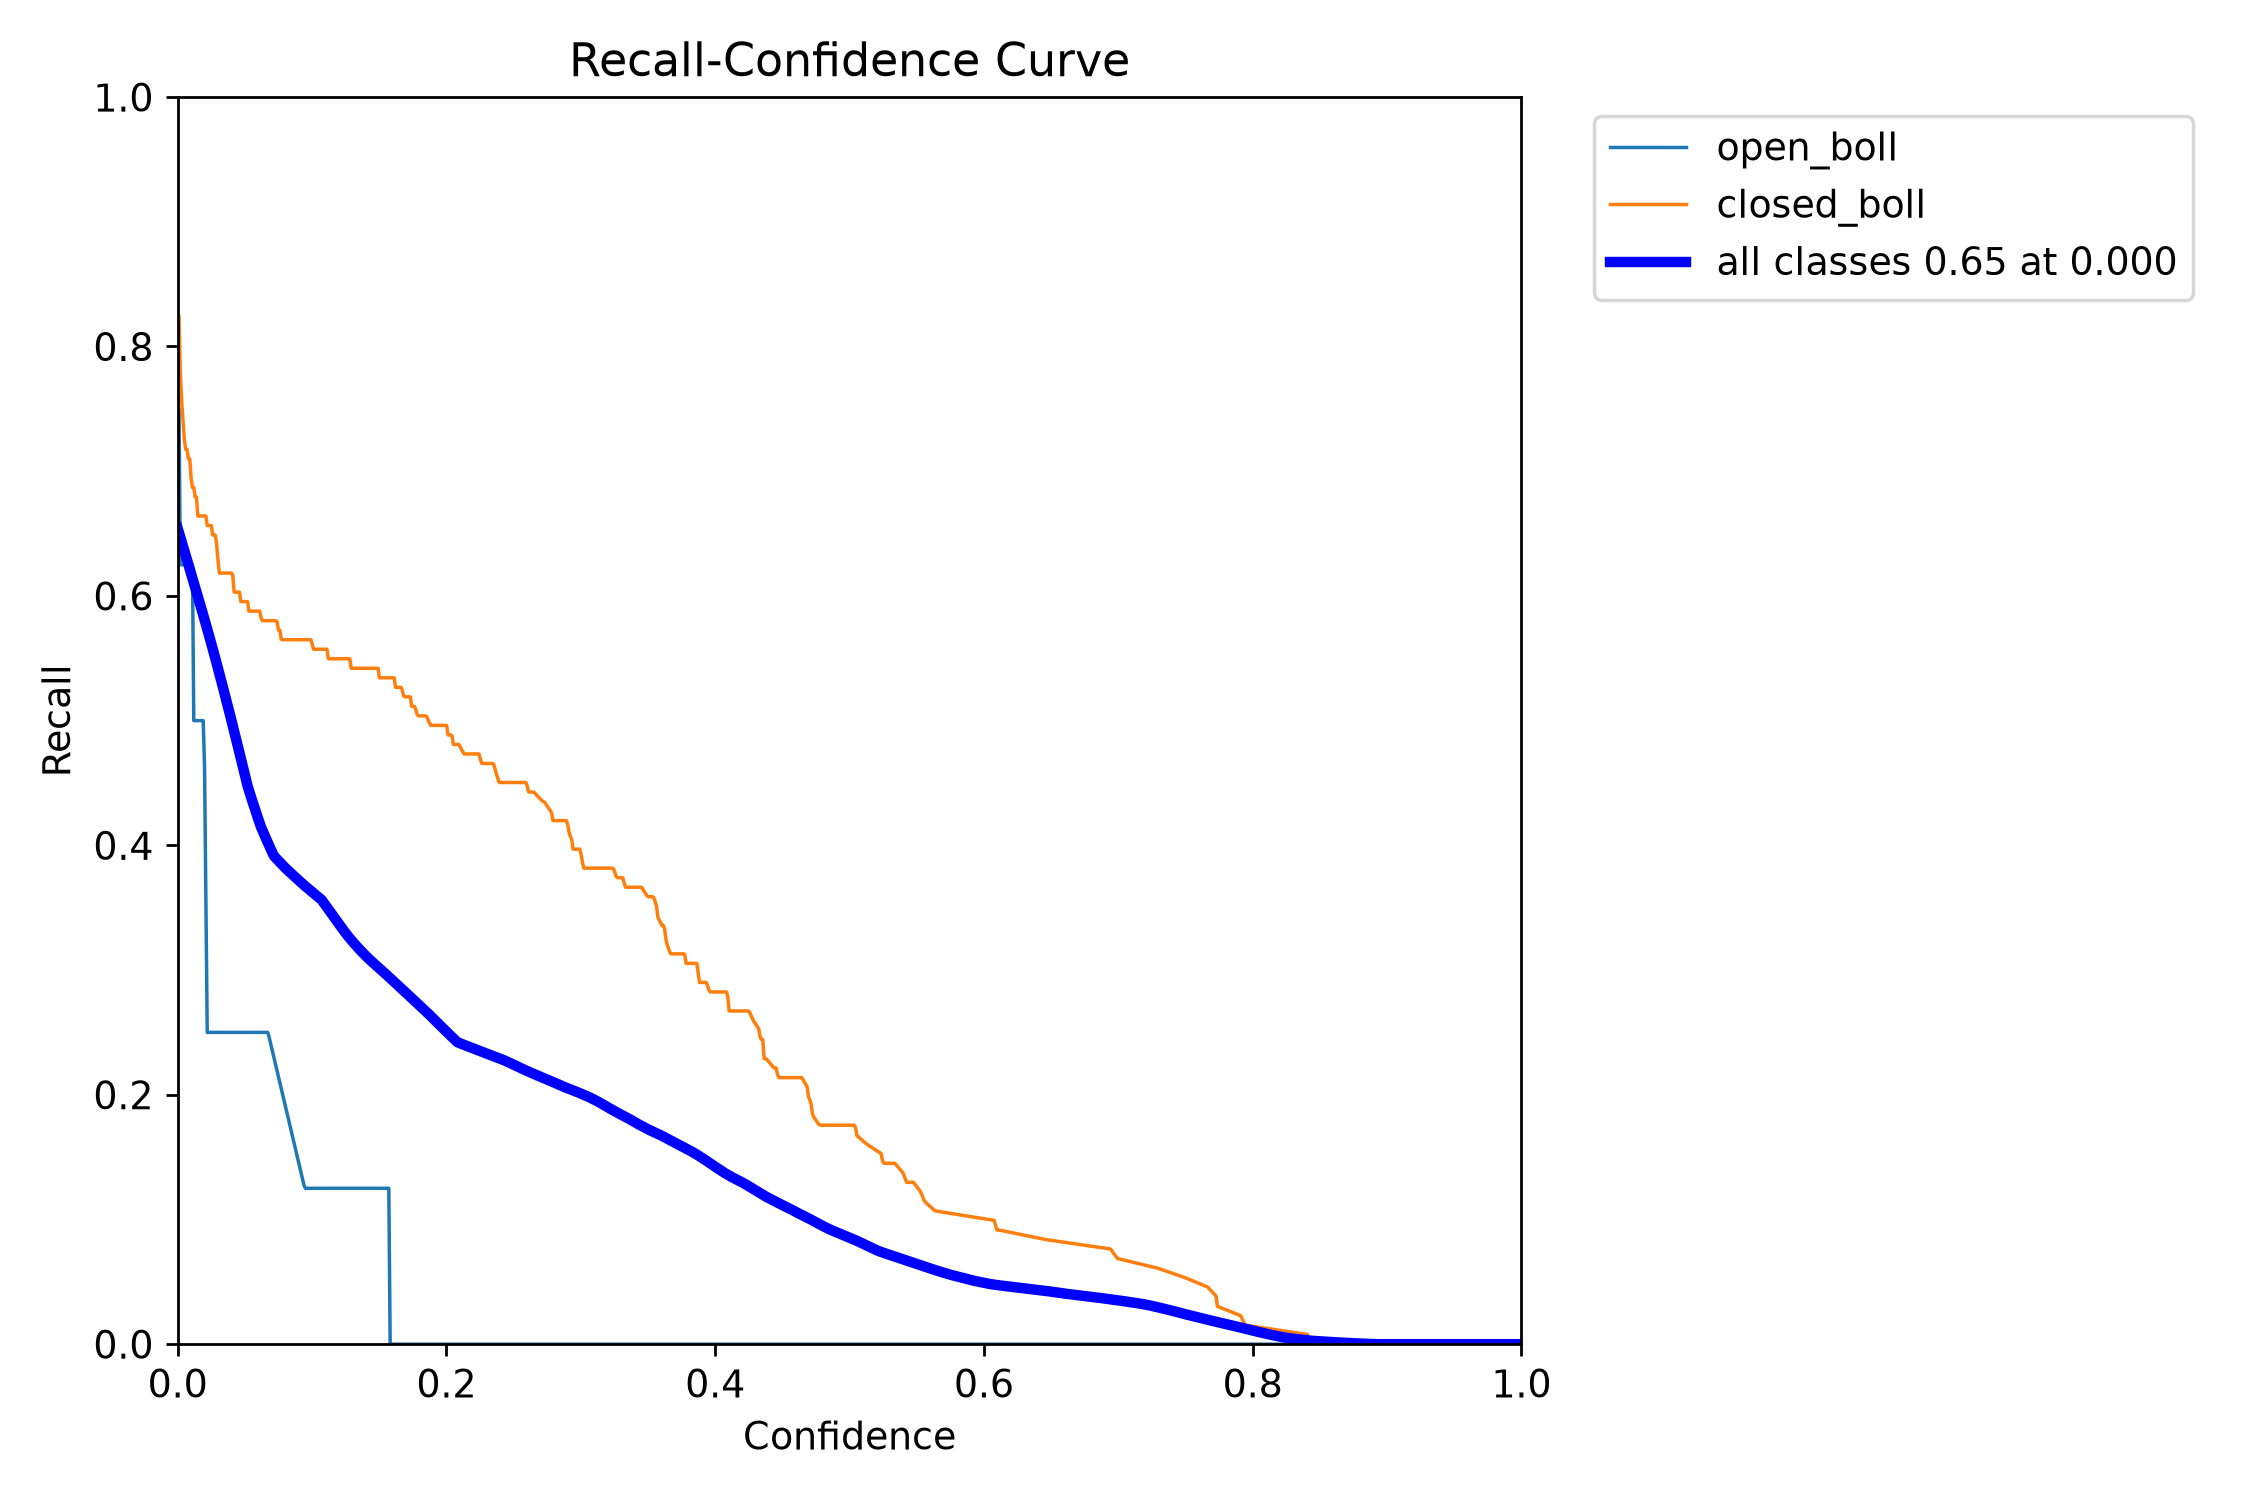 Recall-Confidence Curve
1.0
0.8
0.6
0.4
0.2
0.0
Recall
0.0 0.2 0.4 0.6 0.8 1.0
Confidence
open_boll
closed_boll
all classes 0.65 at 0.000